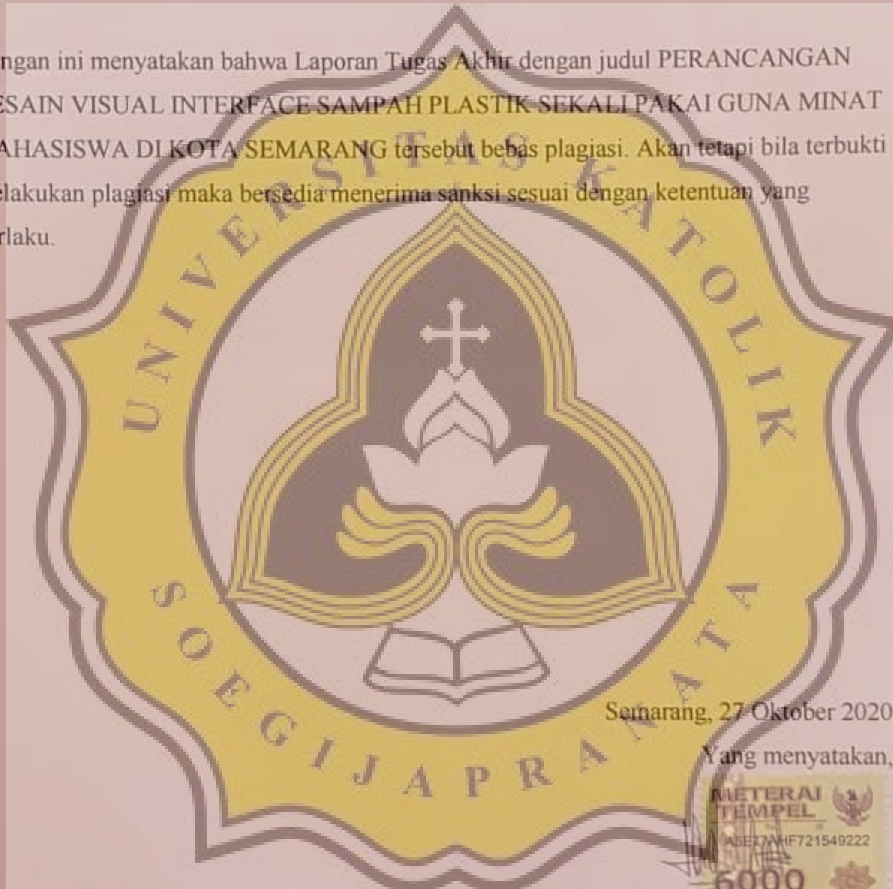 ngan ini menyatakan bahwa Laporan Tugas Akhir dengan judul PERANCANGAN
ESAIN VISUAL INTERFACE SAMPAH PLASTIK SEKALI PAKAI GUNA MINAT
AHASISWA DI KOTA SEMARANG tersebut bebas plagiasi. Akan tetapi bila terbukti
elakukan plagiasi maka bersedia menerima sanksi sesuai dengan ketentuan yang
rlaku.
UNIVERSITAS KATOLIK
SOEGIJAPRANATA
Semarang, 27 Oktober 2020
Yang menyatakan,
METERAI
TEMPEL
6000